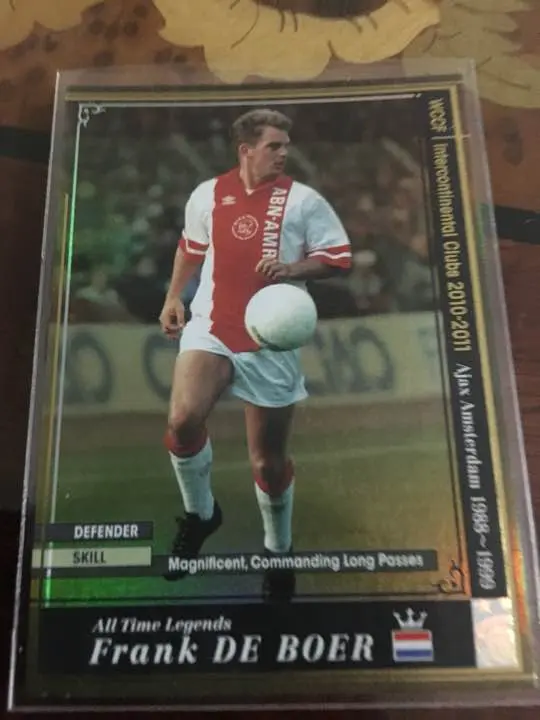 WCCF Intercontinental Clubs 2010-2011 Ajax Amsterdam 1988~1999
ABN·AMR
DEFENDER
SKILL
Magnificent, Commanding Long Passes
All Time Legends
Frank DE BOER